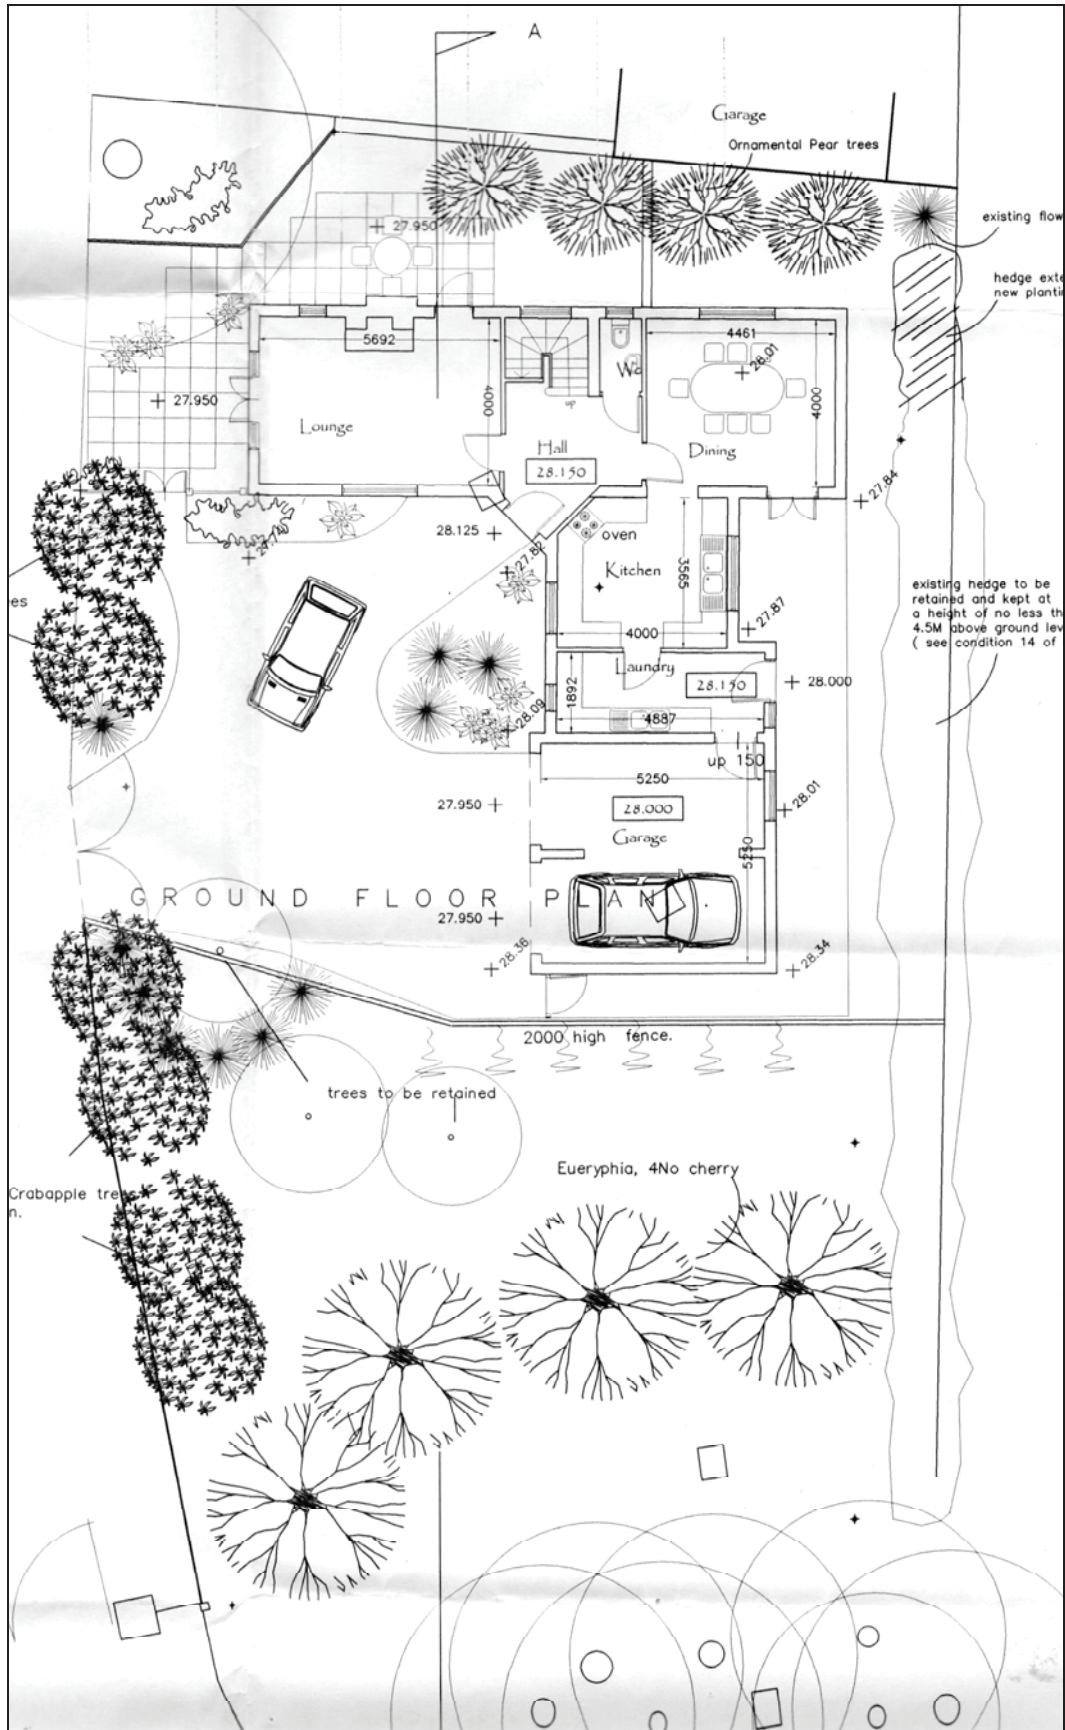 A
Garage
Ornamental Pear trees
existing flow
27.950
hedge exte
new planti
5692
4461
28.01
4000
4000
27.950
Wc
up
Lounge
Hall
Dining
28.150
27.84
28.125
oven
27.82
Kitchen
3565
es
existing hedge to be
retained and kept at
a height of no less th
4.5M above ground lev
( see condition 14 of
27.87
4000
Laundry
28.150
28.000
1892
28.09
4887
up 150
5250
27.950
28.000
28.01
Garage
5250
GROUND FLOOR PLAN.
27.950
28.36
28.34
2000 high fence.
trees to be retained
Eueryphia, 4No cherry
Crabapple trees
n.